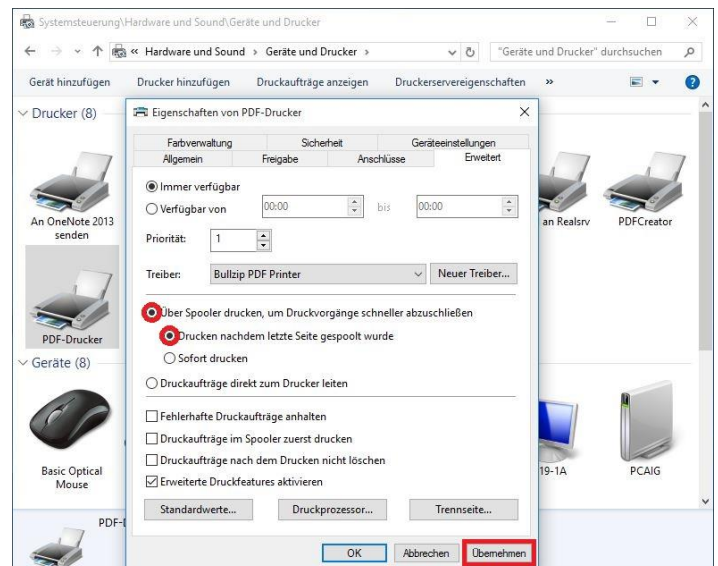 Systemsteuerung\Hardware und Sound\Geräte und Drucker
« Hardware und Sound > Geräte und Drucker >
"Geräte und Drucker" durchsuchen
Gerät hinzufügen Drucker hinzufügen Druckaufträge anzeigen Druckerservereigenschaften »
Drucker (8)
An OneNote 2013
senden
an Realsrv
PDFCreator
PDF-Drucker
Geräte (8)
Basic Optical
Mouse
19-1A
PCAIG
Eigenschaften von PDF-Drucker
Farbverwaltung Sicherheit Geräteeinstellungen
Allgemein Freigabe Anschlüsse Erweitert
Immer verfügbar
Verfügbar von 00:00 bis 00:00
Priorität: 1
Treiber: Bullzip PDF Printer Neuer Treiber...
Über Spooler drucken, um Druckvorgänge schneller abzuschließen
Drucken nachdem letzte Seite gespoolt wurde
Sofort drucken
Druckaufträge direkt zum Drucker leiten
Fehlerhafte Druckaufträge anhalten
Druckaufträge im Spooler zuerst drucken
Druckaufträge nach dem Drucken nicht löschen
Erweiterte Druckfeatures aktivieren
Standardwerte... Druckprozessor... Trennseite...
OK Abbrechen Übernehmen